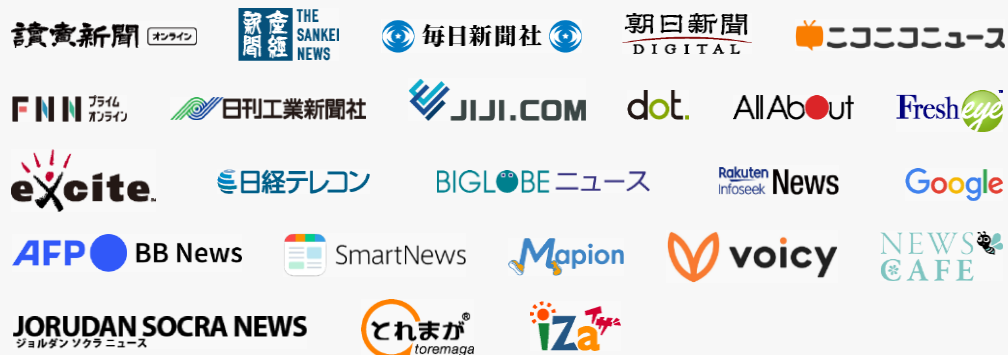 讀賣新聞 オンライン
産經新聞 THE SANKEI NEWS
毎日新聞社
朝日新聞 DIGITAL
ニコニコニュース
FNN プライムオンライン
日刊工業新聞社
JIJI.COM
dot.
All About
Fresh eye
excite
日経テレコン
BIGLOBEニュース
Rakuten Infoseek News
Google
AFP BB News
SmartNews
Mapion
voicy
NEWS CAFE
JORUDAN SOCRA NEWS
ジョルダン ソクラ ニュース
とれまが®
toremaga
iZa イザ!